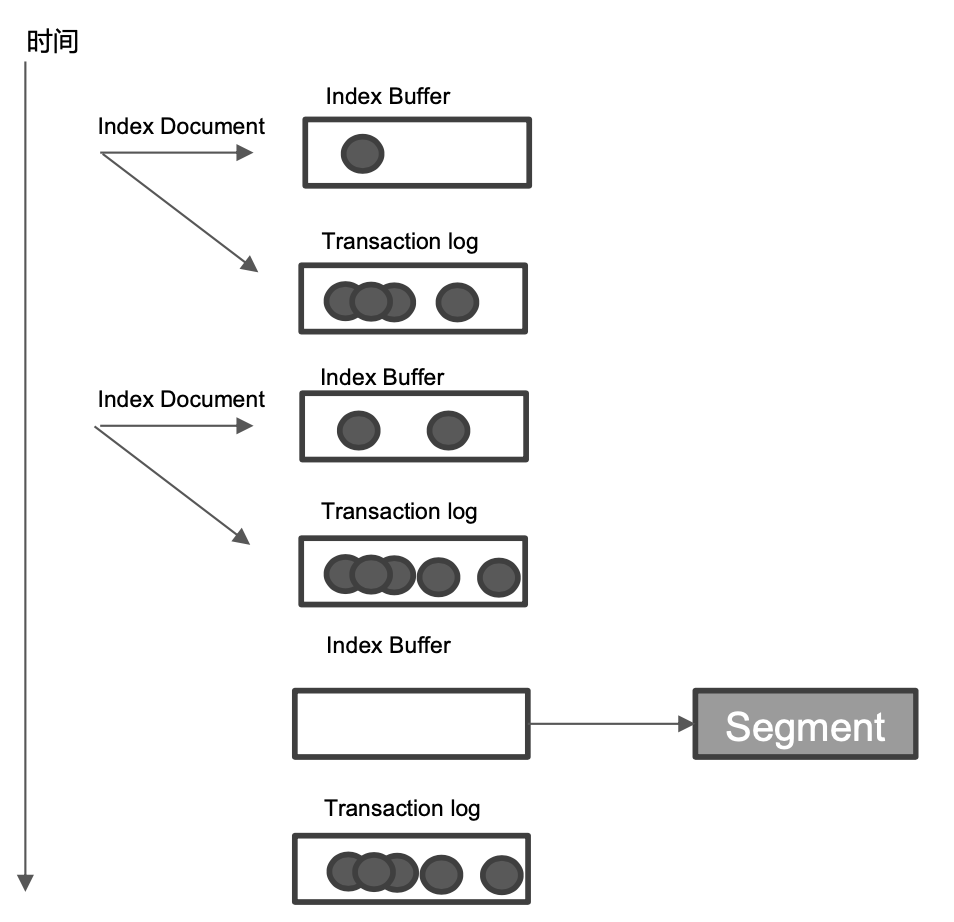 时间
Index Buffer
Index Document
Transaction log
Index Buffer
Index Document
Transaction log
Index Buffer
Segment
Transaction log